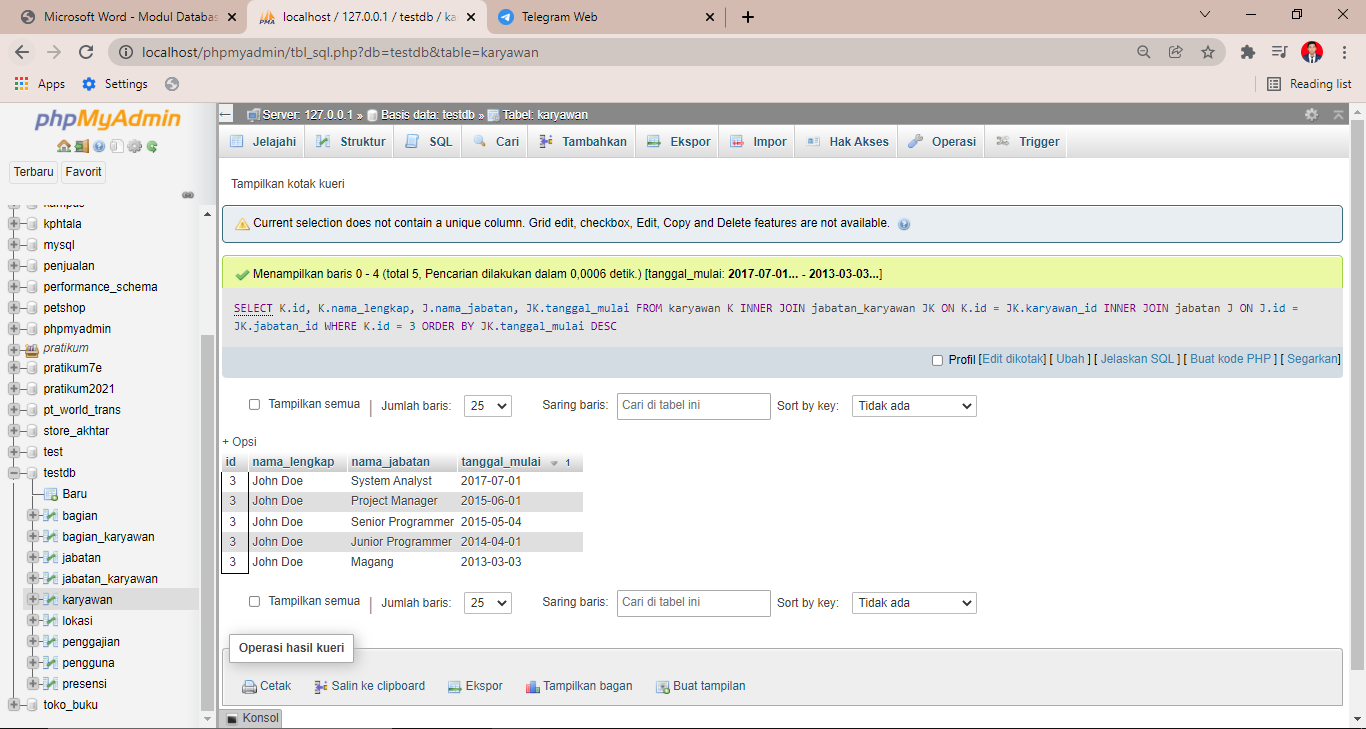 Microsoft Word - Modul Databas
localhost / 127.0.0.1 / testdb / ka
Telegram Web
localhost/phpmyadmin/tbl_sql.php?db=testdb&table=karyawan
Apps
Settings
Reading list
phpMyAdmin
Terbaru
Favorit
kampus
kphtala
mysql
penjualan
performance_schema
petshop
phpmyadmin
pratikum
pratikum7e
pratikum2021
pt_world_trans
store_akhtar
test
testdb
Baru
bagian
bagian_karyawan
jabatan
jabatan_karyawan
karyawan
lokasi
penggajian
pengguna
presensi
toko_buku
Server: 127.0.0.1 » Basis data: testdb » Tabel: karyawan
Jelajahi Struktur SQL Cari Tambahkan Ekspor Impor Hak Akses Operasi Trigger
Tampilkan kotak kueri
Current selection does not contain a unique column. Grid edit, checkbox, Edit, Copy and Delete features are not available.
Menampilkan baris 0 - 4 (total 5, Pencarian dilakukan dalam 0,0006 detik.) [tanggal_mulai: 2017-07-01... - 2013-03-03...]
SELECT K.id, K.nama_lengkap, J.nama_jabatan, JK.tanggal_mulai FROM karyawan K INNER JOIN jabatan_karyawan JK ON K.id = JK.karyawan_id INNER JOIN jabatan J ON J.id =
JK.jabatan_id WHERE K.id = 3 ORDER BY JK.tanggal_mulai DESC
Profil [Edit dikotak] [ Ubah ] [ Jelaskan SQL ] [ Buat kode PHP ] [ Segarkan]
Tampilkan semua | Jumlah baris: 25 Saring baris: Cari di tabel ini Sort by key: Tidak ada
+ Opsi
id nama_lengkap nama_jabatan tanggal_mulai 1
3 John Doe System Analyst 2017-07-01
3 John Doe Project Manager 2015-06-01
3 John Doe Senior Programmer 2015-05-04
3 John Doe Junior Programmer 2014-04-01
3 John Doe Magang 2013-03-03
Tampilkan semua | Jumlah baris: 25 Saring baris: Cari di tabel ini Sort by key: Tidak ada
Operasi hasil kueri
Cetak Salin ke clipboard Ekspor Tampilkan bagan Buat tampilan
Konsol